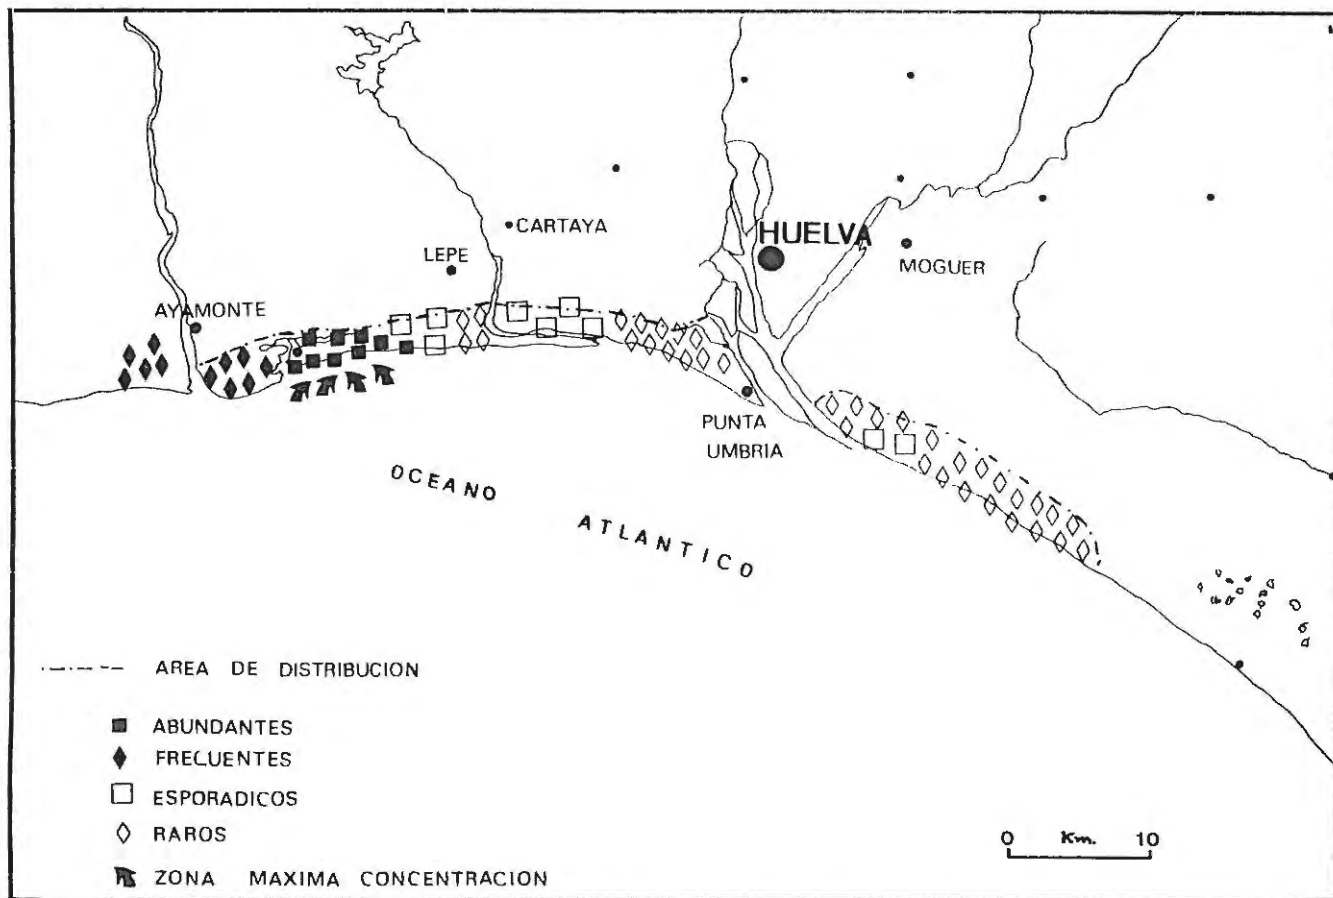 HUELVA
CARTAYA
LEPE
MOGUER
AYAMONTE
PUNTA
UMBRIA
OCEANO ATLANTICO
AREA DE DISTRIBUCION
ABUNDANTES
FRECUENTES
ESPORADICOS
RAROS
ZONA MAXIMA CONCENTRACION
0 Km. 10